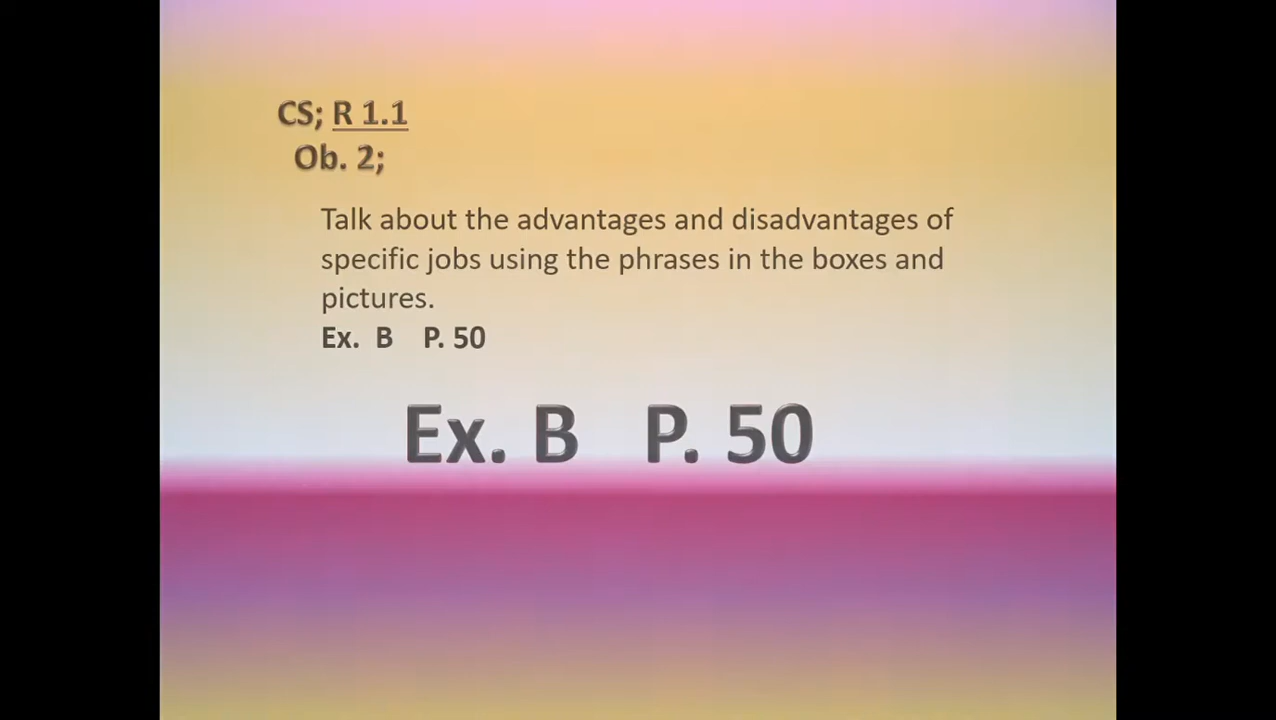 CS; R 1.1
Ob. 2;
Talk about the advantages and disadvantages of
specific jobs using the phrases in the boxes and
pictures.
Ex. B P. 50
Ex. B P. 50